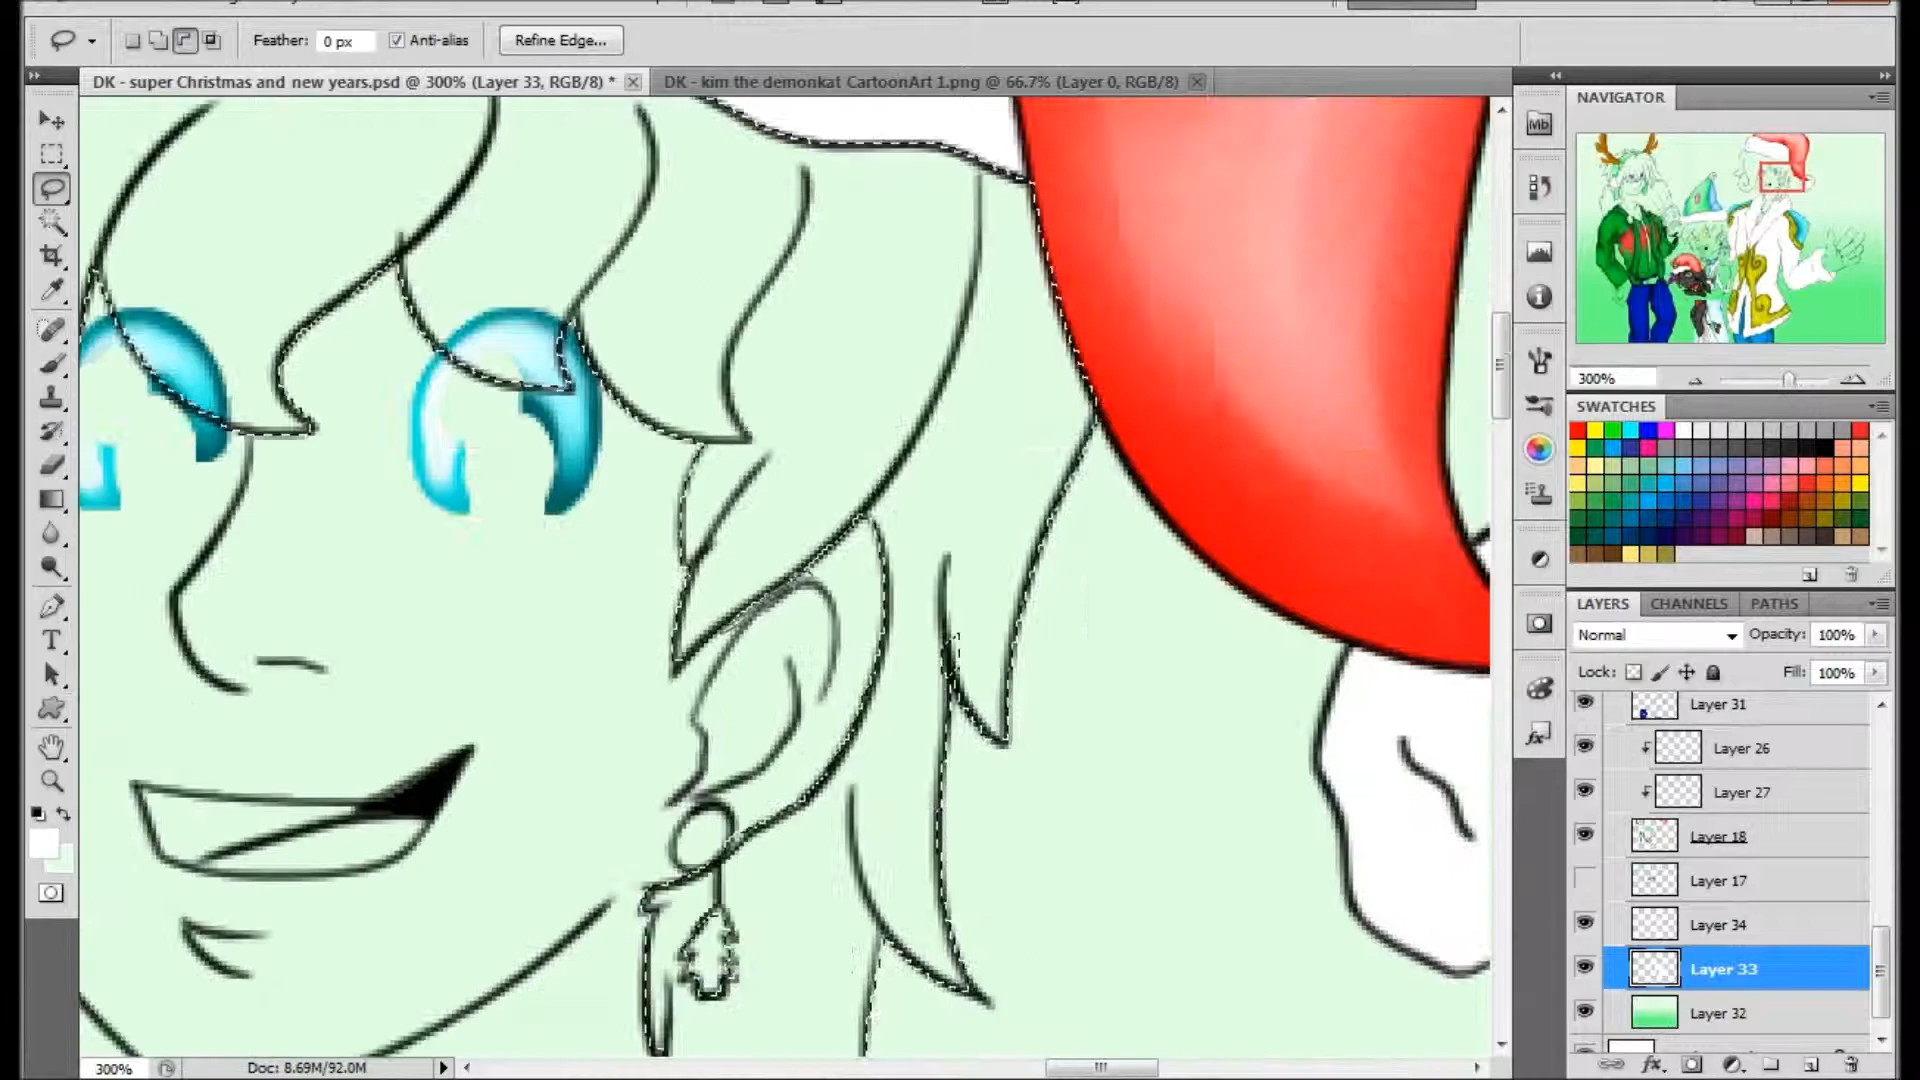 Feather: 0 px Anti-alias Refine Edge...
DK - super Christmas and new years.psd @ 300% (Layer 33, RGB/8) *
DK - kim the demonkat CartoonArt 1.png @ 66.7% (Layer 0, RGB/8)
NAVIGATOR
Mb
300%
SWATCHES
LAYERS CHANNELS PATHS
Normal Opacity: 100%
Lock: Fill: 100%
Layer 31
Layer 26
Layer 27
Layer 18
Layer 17
Layer 34
Layer 33
Layer 32
T
fx
300% Doc: 8.69M/92.0M
fx